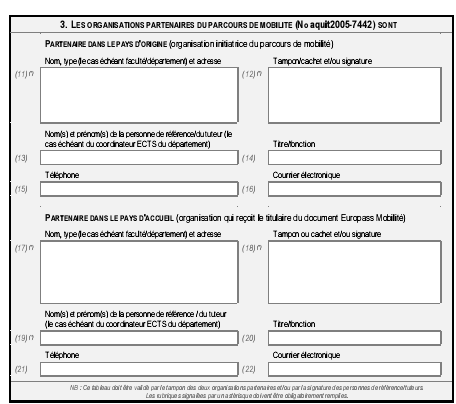 3. LES ORGANISATIONS PARTENAIRES DU PARCOURS DE MOBILITE (No aquit2005-7442) SONT
PARTENAIRE DANS LE PAYS D'ORIGINE (organisation initiatrice du parcours de mobilité)
Nom, type (le cas échéant faculté/département) et adresse Tampon/cachet et/ou signature
(11) n (12) n
Nom(s) et prénom(s) de la personne de référence/du tuteur (le
cas échéant du coordinateur ECTS du département) Titre/fonction
(13) (14)
Téléphone Courrier électronique
(15) (16)
PARTENAIRE DANS LE PAYS D'ACCUEIL (organisation qui reçoit le titulaire du document Europass Mobilité)
Nom, type (le cas échéant faculté/département) et adresse Tampon ou cachet et/ou signature
(17) n (18) n
Nom(s) et prénom(s) de la personne de référence / du tuteur
(le cas échéant du coordinateur ECTS du département) Titre/fonction
(19) n (20)
Téléphone Courrier électronique
(21) (22)
NB : Ce tableau doit être validé par le tampon des deux organisations partenaires et/ou par la signature des personnes de référence/tuteurs.
Les rubriques signalées par un astérisque doivent être obligatoirement remplies.